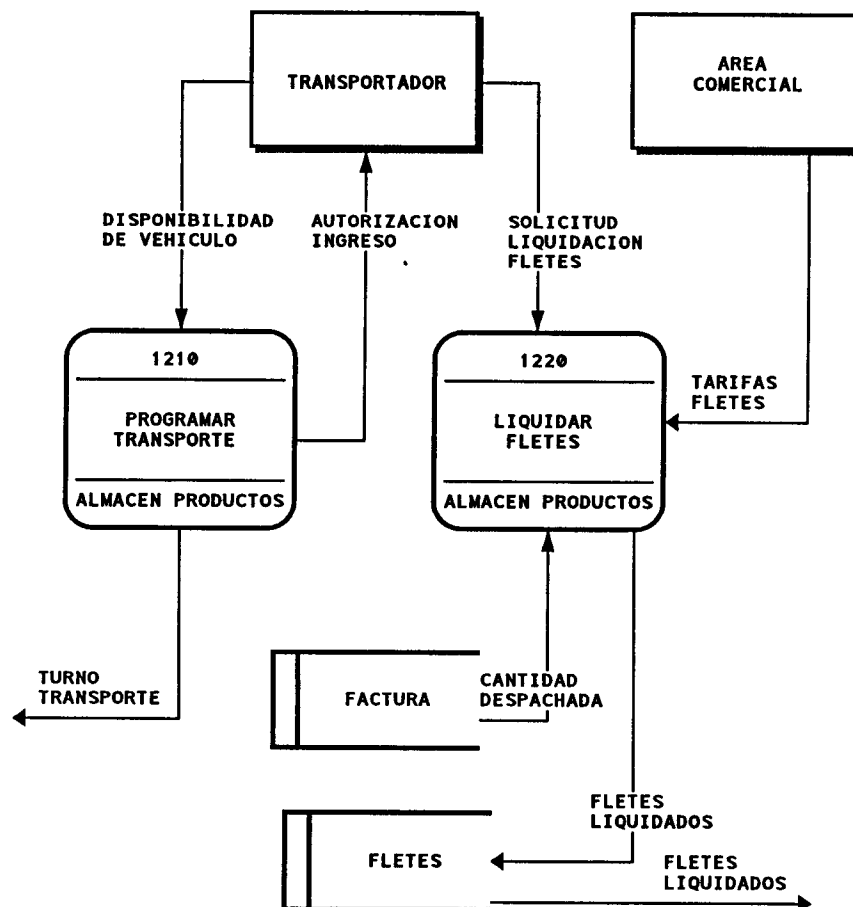 TRANSPORTADOR
AREA
COMERCIAL
DISPONIBILIDAD
DE VEHICULO
AUTORIZACION
INGRESO
SOLICITUD
LIQUIDACION
FLETES
1210
PROGRAMAR
TRANSPORTE
ALMACEN PRODUCTOS
1220
LIQUIDAR
FLETES
ALMACEN PRODUCTOS
TARIFAS
FLETES
TURNO
TRANSPORTE
FACTURA
CANTIDAD
DESPACHADA
FLETES
LIQUIDADOS
FLETES
FLETES
LIQUIDADOS